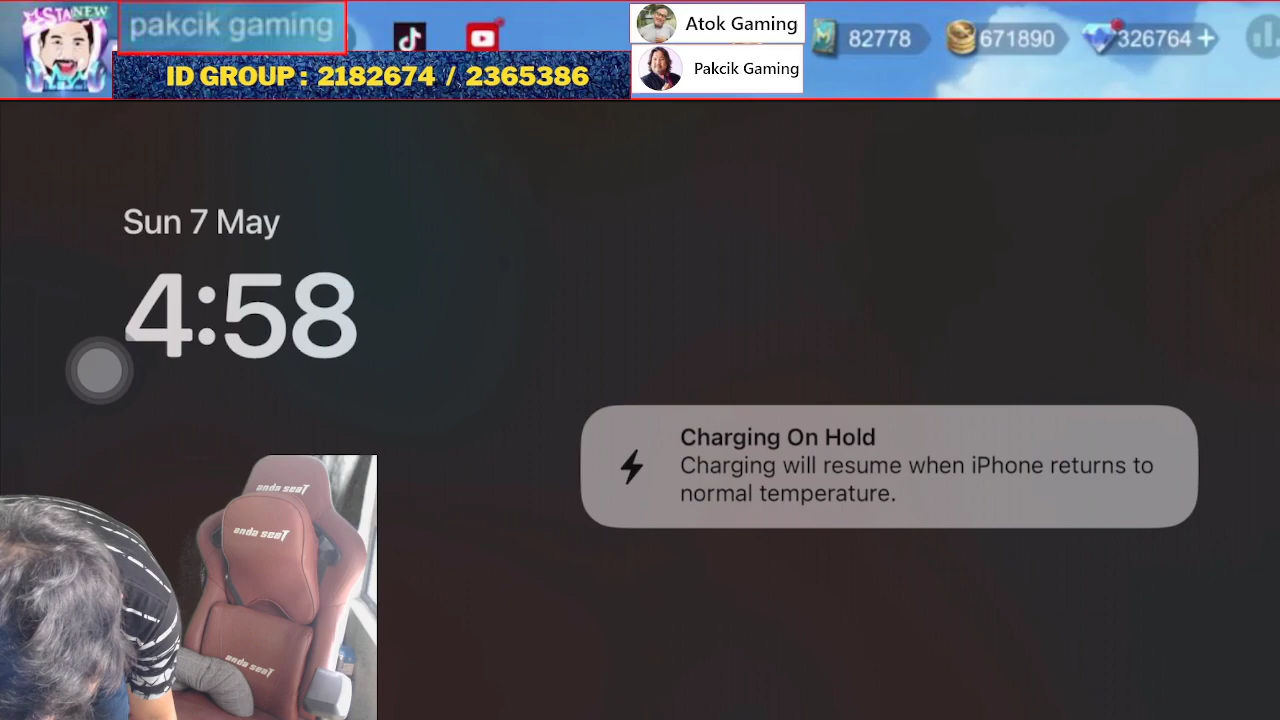 STA NEW
pakcik gaming
ID GROUP : 2182674 / 2365386
Atok Gaming
Pakcik Gaming
82778
671890
326764 +
Sun 7 May
4:58
Charging On Hold
Charging will resume when iPhone returns to
normal temperature.
anda seaT
anda seaT
anda seaT